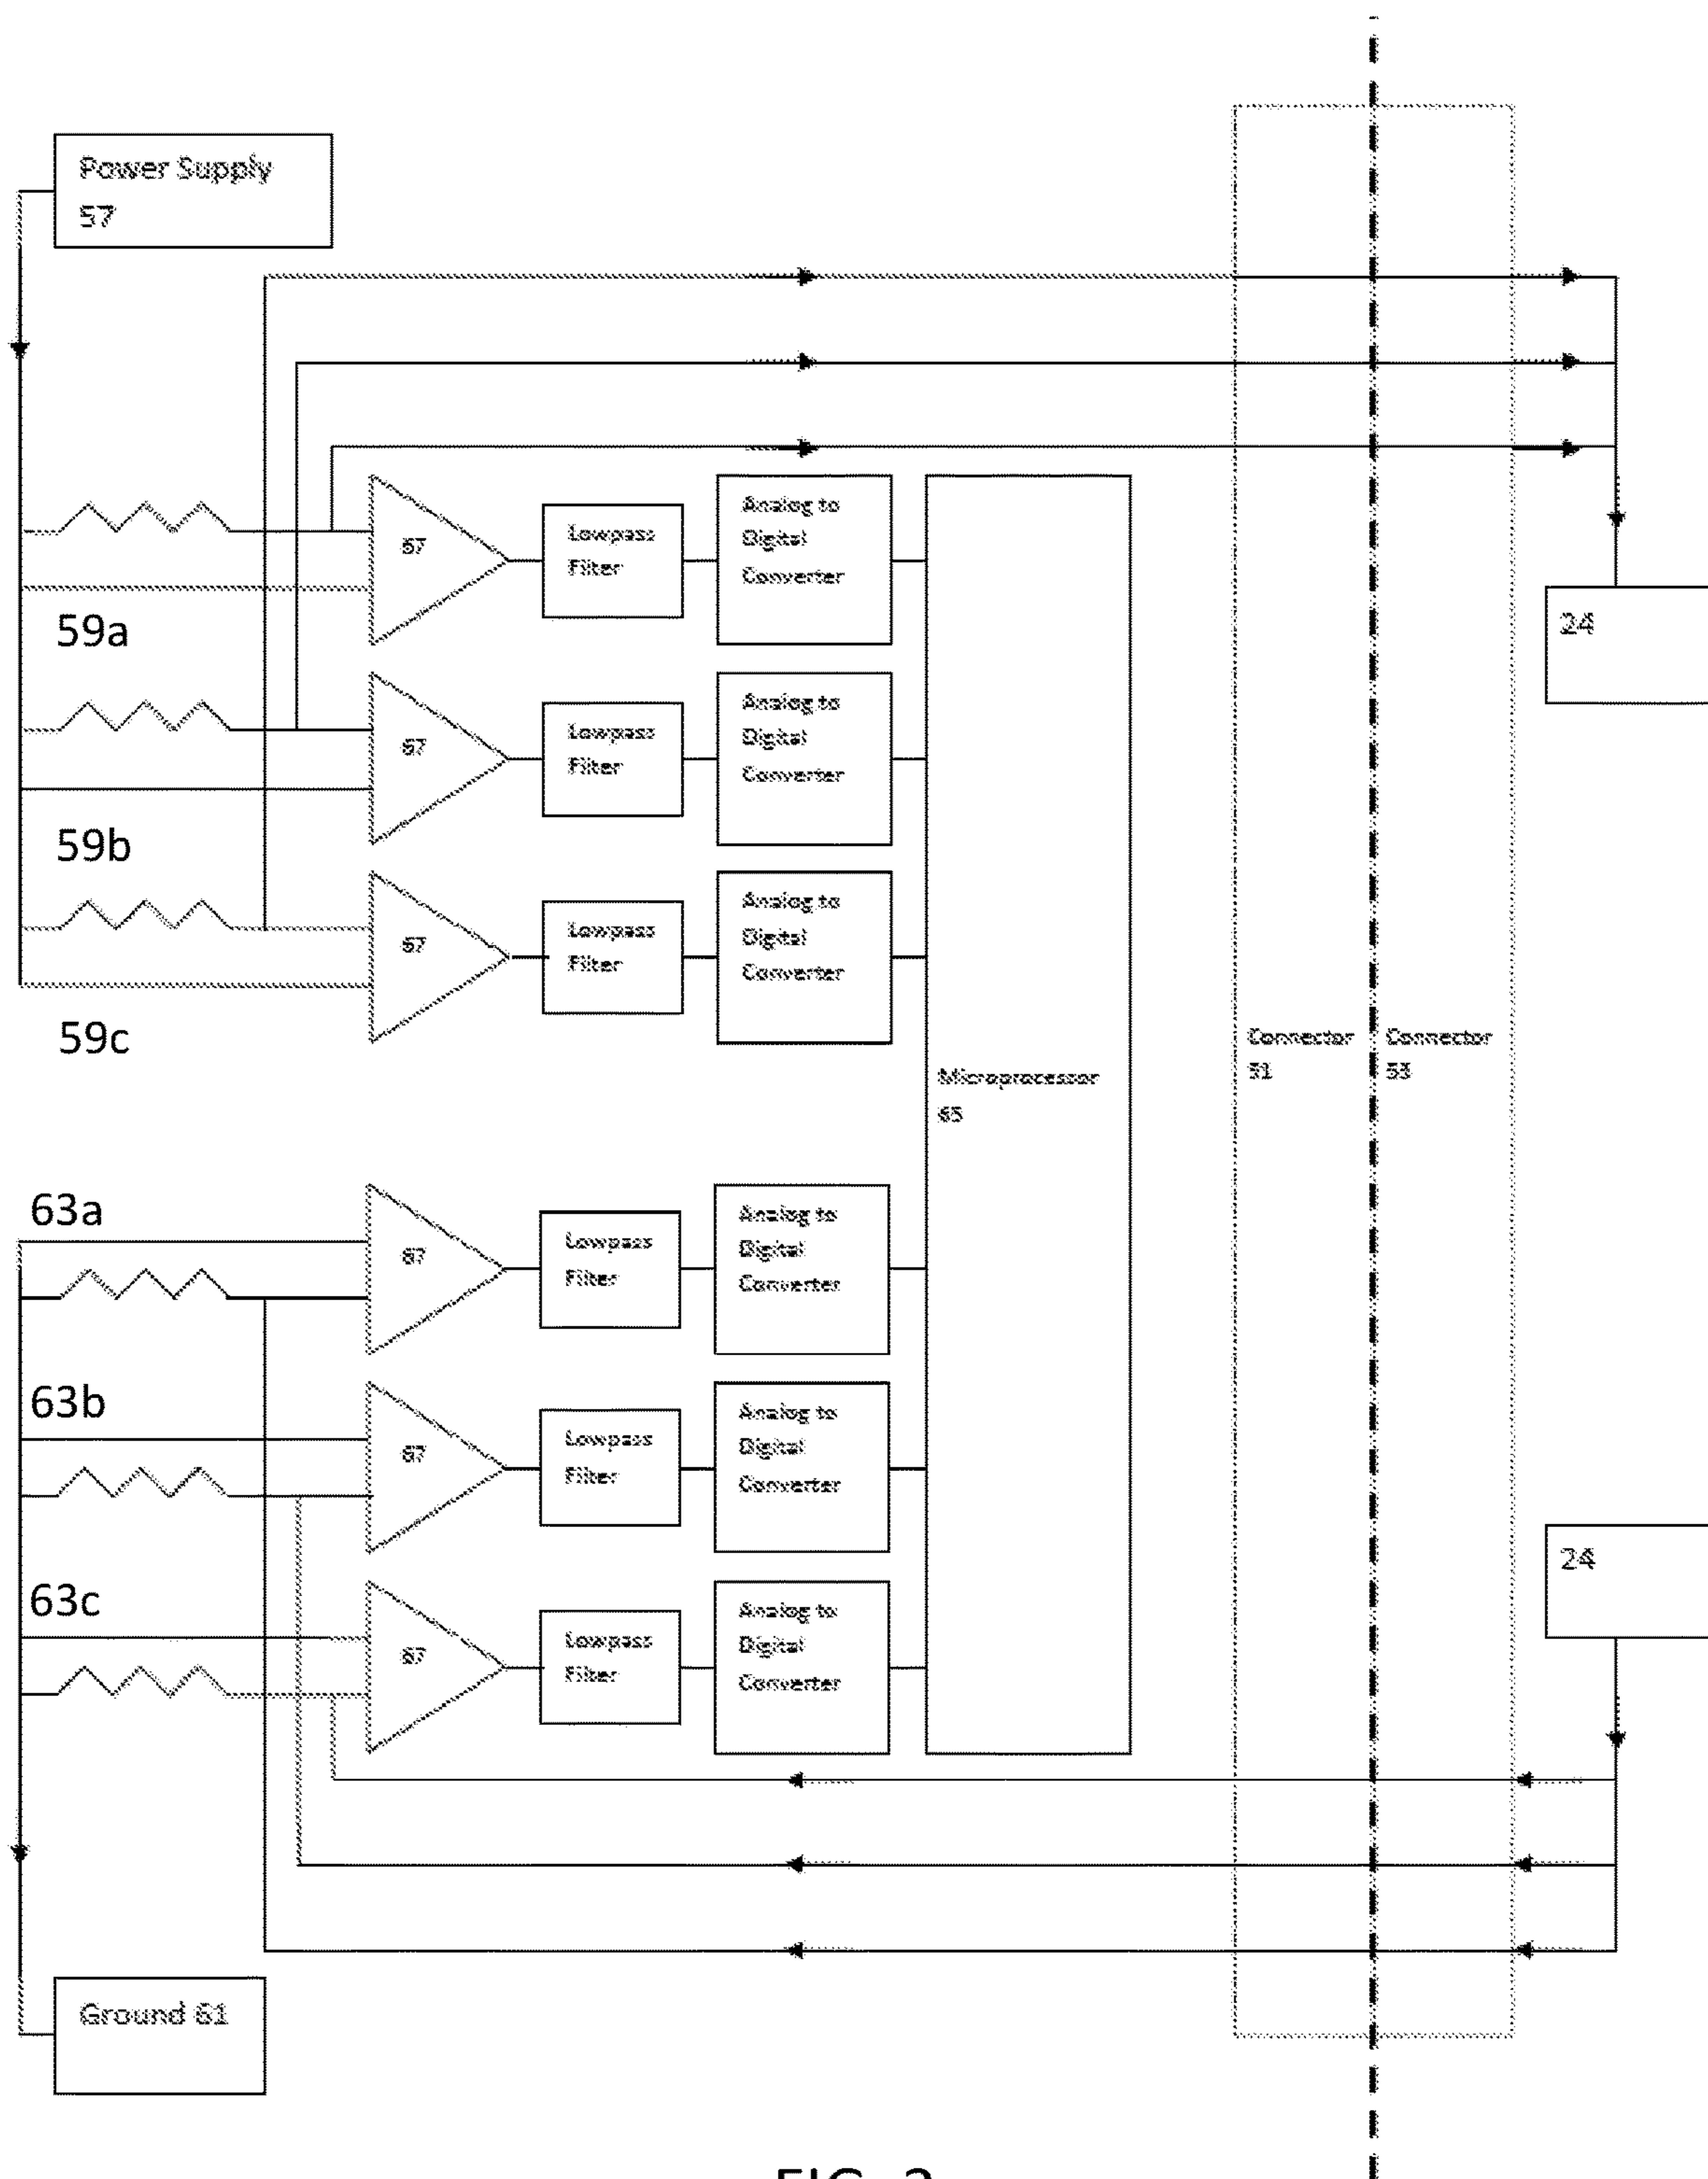 Power Supply
57
67
Lowpass
Filter
Analog to
Digital
Converter
59a
24
67
Lowpass
Filter
Analog to
Digital
Converter
59b
67
Lowpass
Filter
Analog to
Digital
Converter
59c
Connector
51
Connector
53
Microprocessor
65
63a
67
Lowpass
Filter
Analog to
Digital
Converter
63b
67
Lowpass
Filter
Analog to
Digital
Converter
24
63c
67
Lowpass
Filter
Analog to
Digital
Converter
Ground 61